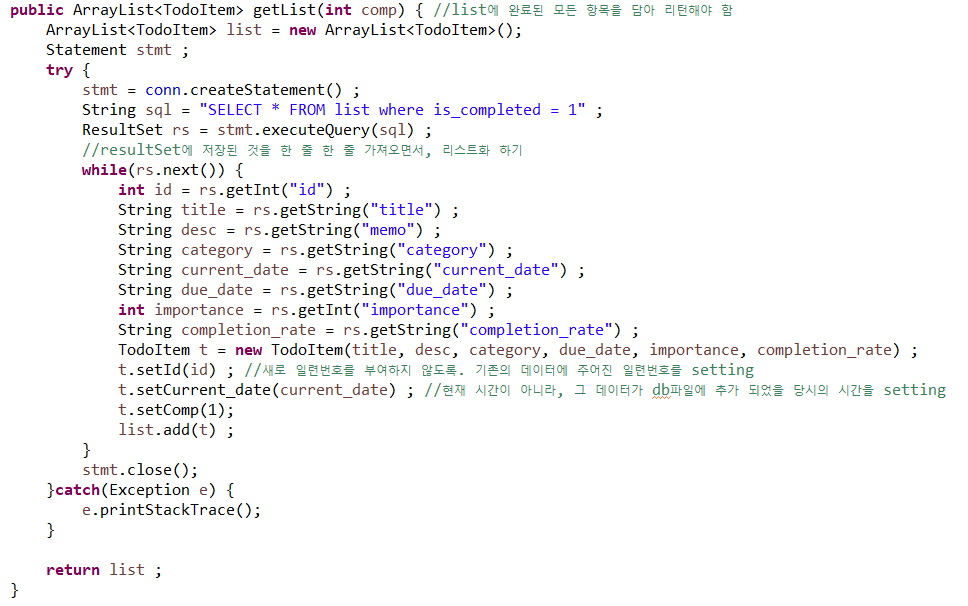 public ArrayList<TodoItem> getList(int comp) { //list에 완료된 모든 항목을 담아 리턴해야 함
    ArrayList<TodoItem> list = new ArrayList<TodoItem>();
    Statement stmt ;
    try {
        stmt = conn.createStatement() ;
        String sql = "SELECT * FROM list where is_completed = 1" ;
        ResultSet rs = stmt.executeQuery(sql) ;
        //resultSet에 저장된 것을 한 줄 한 줄 가져오면서, 리스트화 하기
        while(rs.next()) {
            int id = rs.getInt("id") ;
            String title = rs.getString("title") ;
            String desc = rs.getString("memo") ;
            String category = rs.getString("category") ;
            String current_date = rs.getString("current_date") ;
            String due_date = rs.getString("due_date") ;
            int importance = rs.getInt("importance") ;
            String completion_rate = rs.getString("completion_rate") ;
            TodoItem t = new TodoItem(title, desc, category, due_date, importance, completion_rate) ;
            t.setId(id) ; //새로 일련번호를 부여하지 않도록. 기존의 데이터에 주어진 일련번호를 setting
            t.setCurrent_date(current_date) ; //현재 시간이 아니라, 그 데이터가 db파일에 추가 되었을 당시의 시간을 setting
            t.setComp(1);
            list.add(t) ;
        }
        stmt.close();
    }catch(Exception e) {
        e.printStackTrace();
    }

    return list ;
}